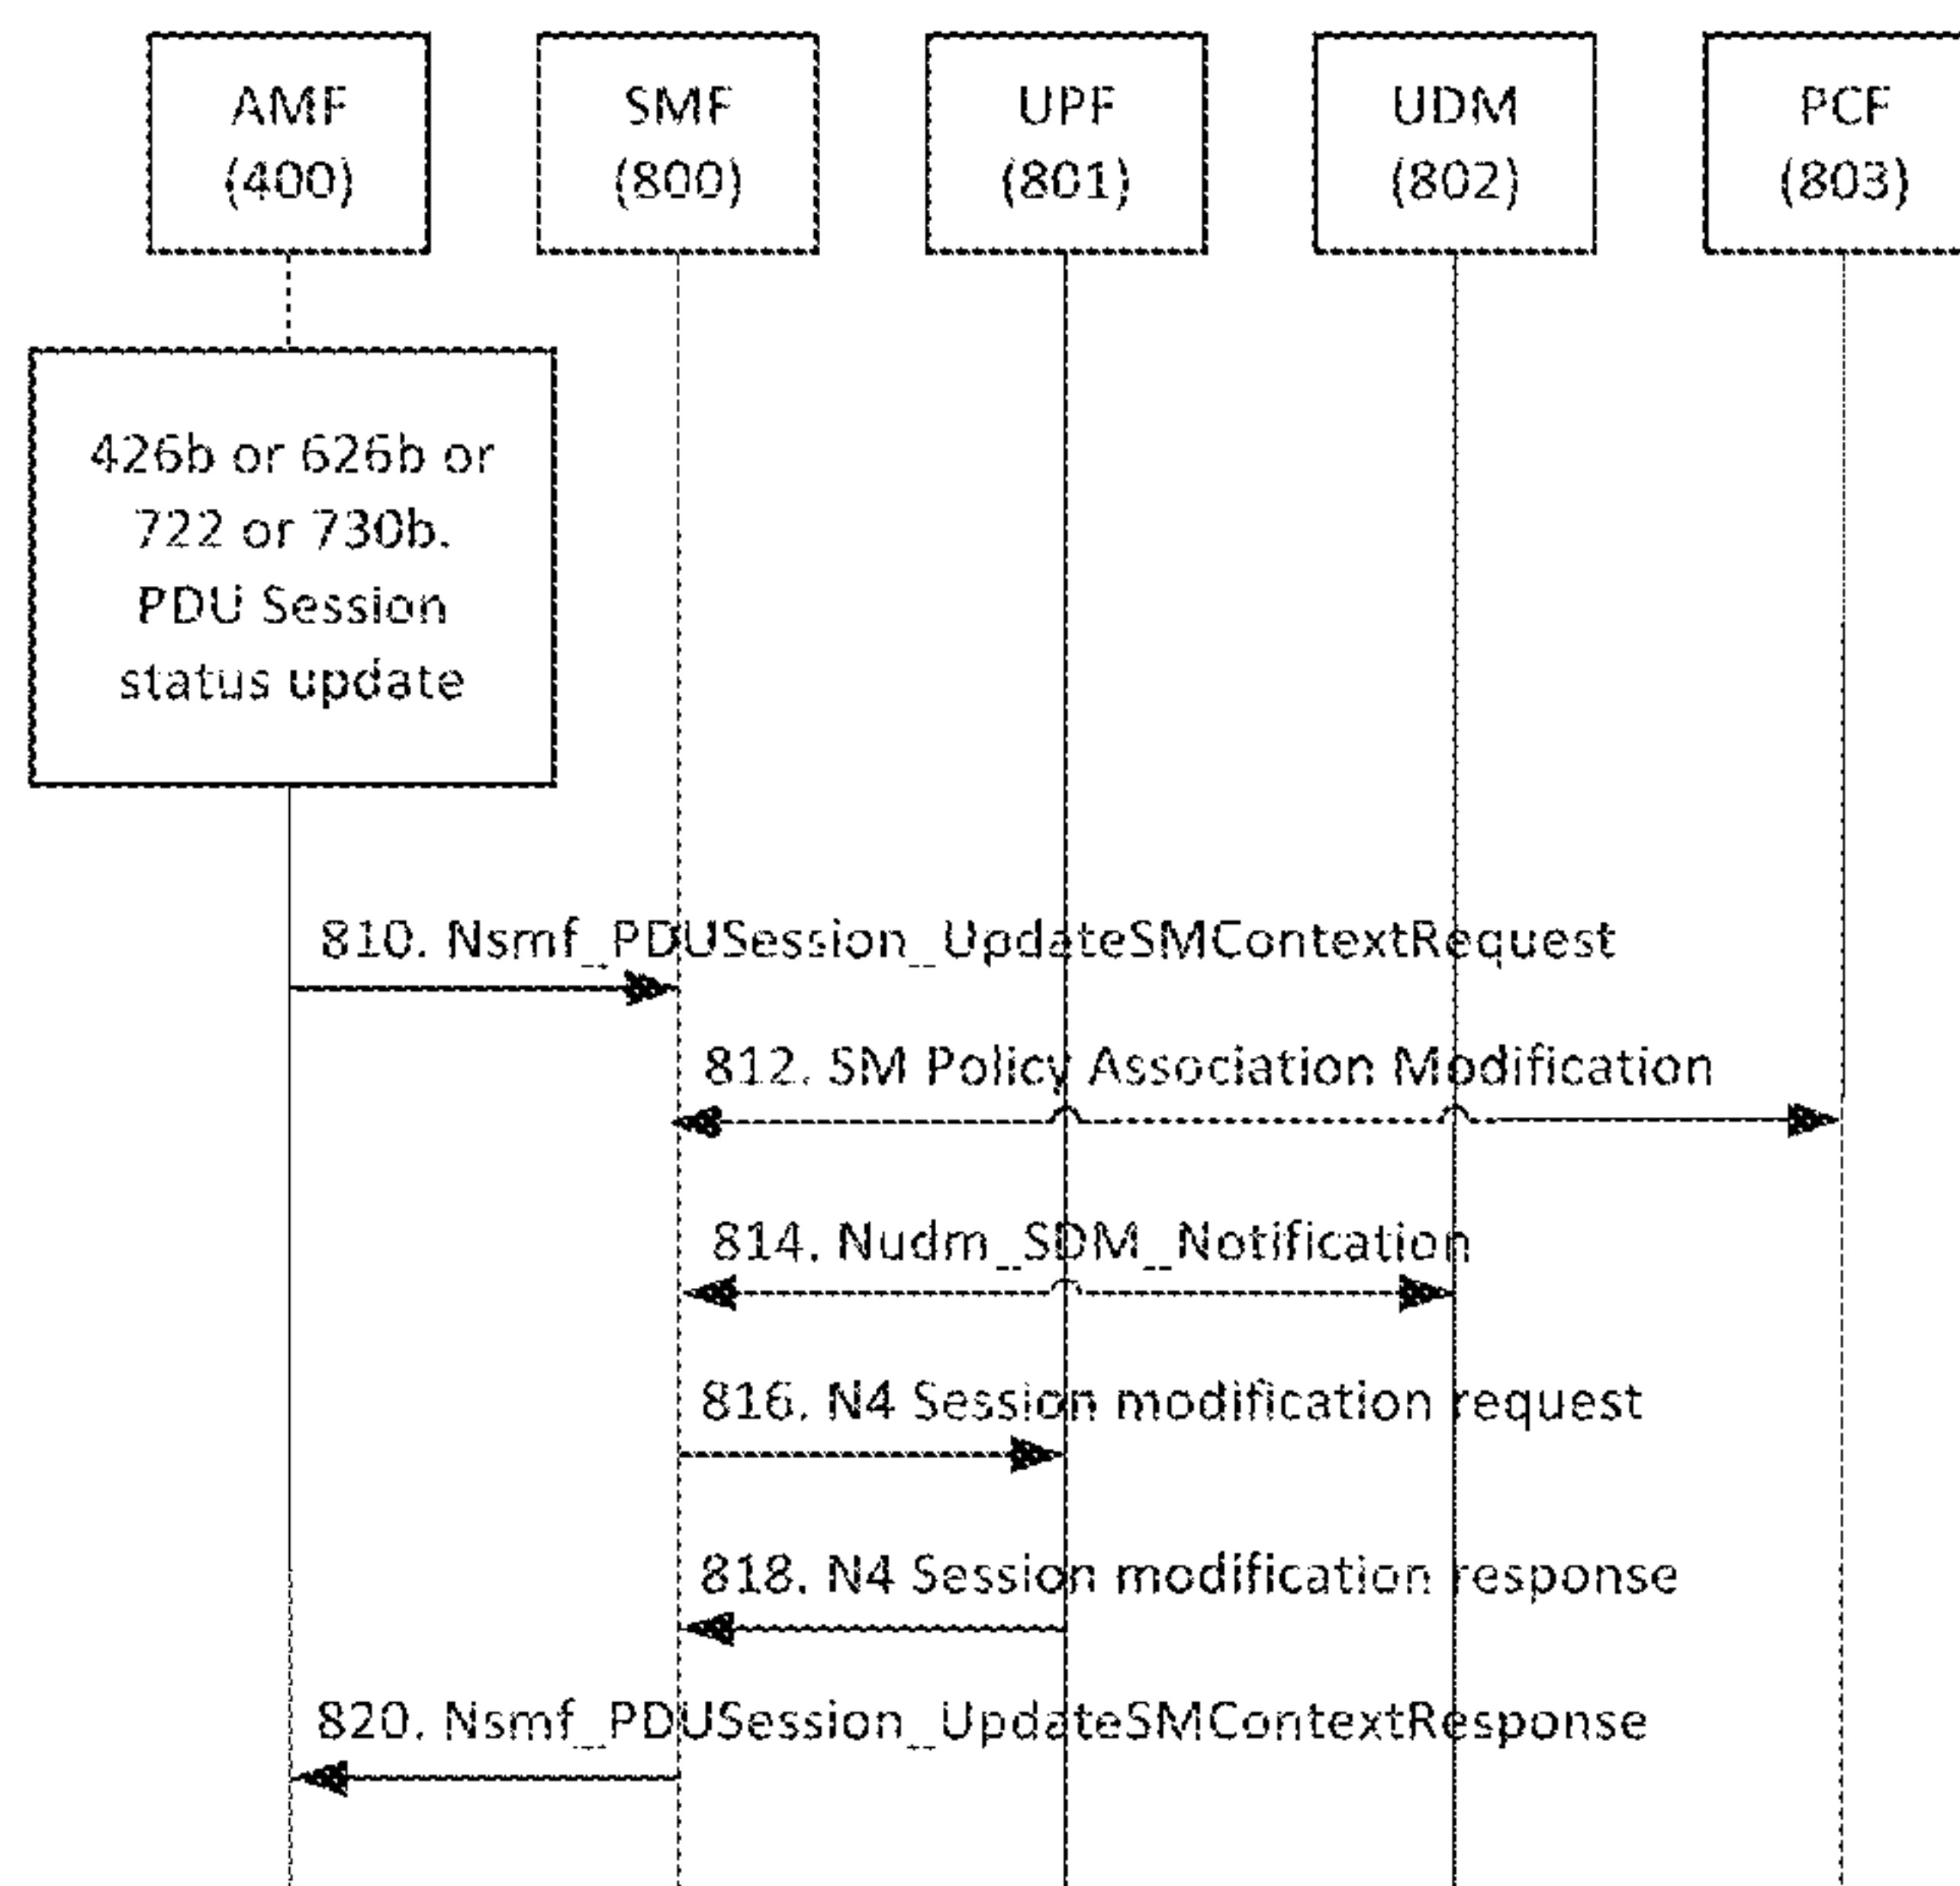 AMF
(400)
SMF
(800)
UPF
(801)
UDM
(802)
PCF
(803)
426b or 626b or
722 or 730b.
PDU Session
status update
810. Nsmf_PDUSession_UpdateSMContextRequest
812. SM Policy Association Modification
814. Nudm_SDM_Notification
816. N4 Session modification request
818. N4 Session modification response
820. Nsmf_PDUSession_UpdateSMContextResponse